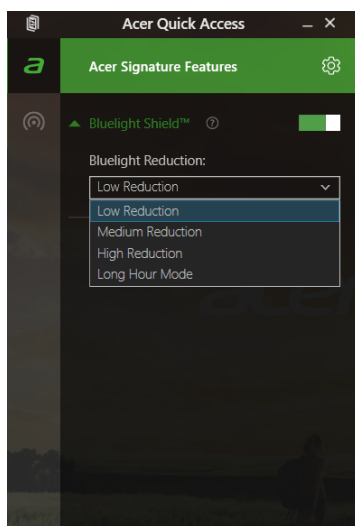 Acer Quick Access
Acer Signature Features
Bluelight Shield™
Bluelight Reduction:
Low Reduction
Low Reduction
Medium Reduction
High Reduction
Long Hour Mode
acer